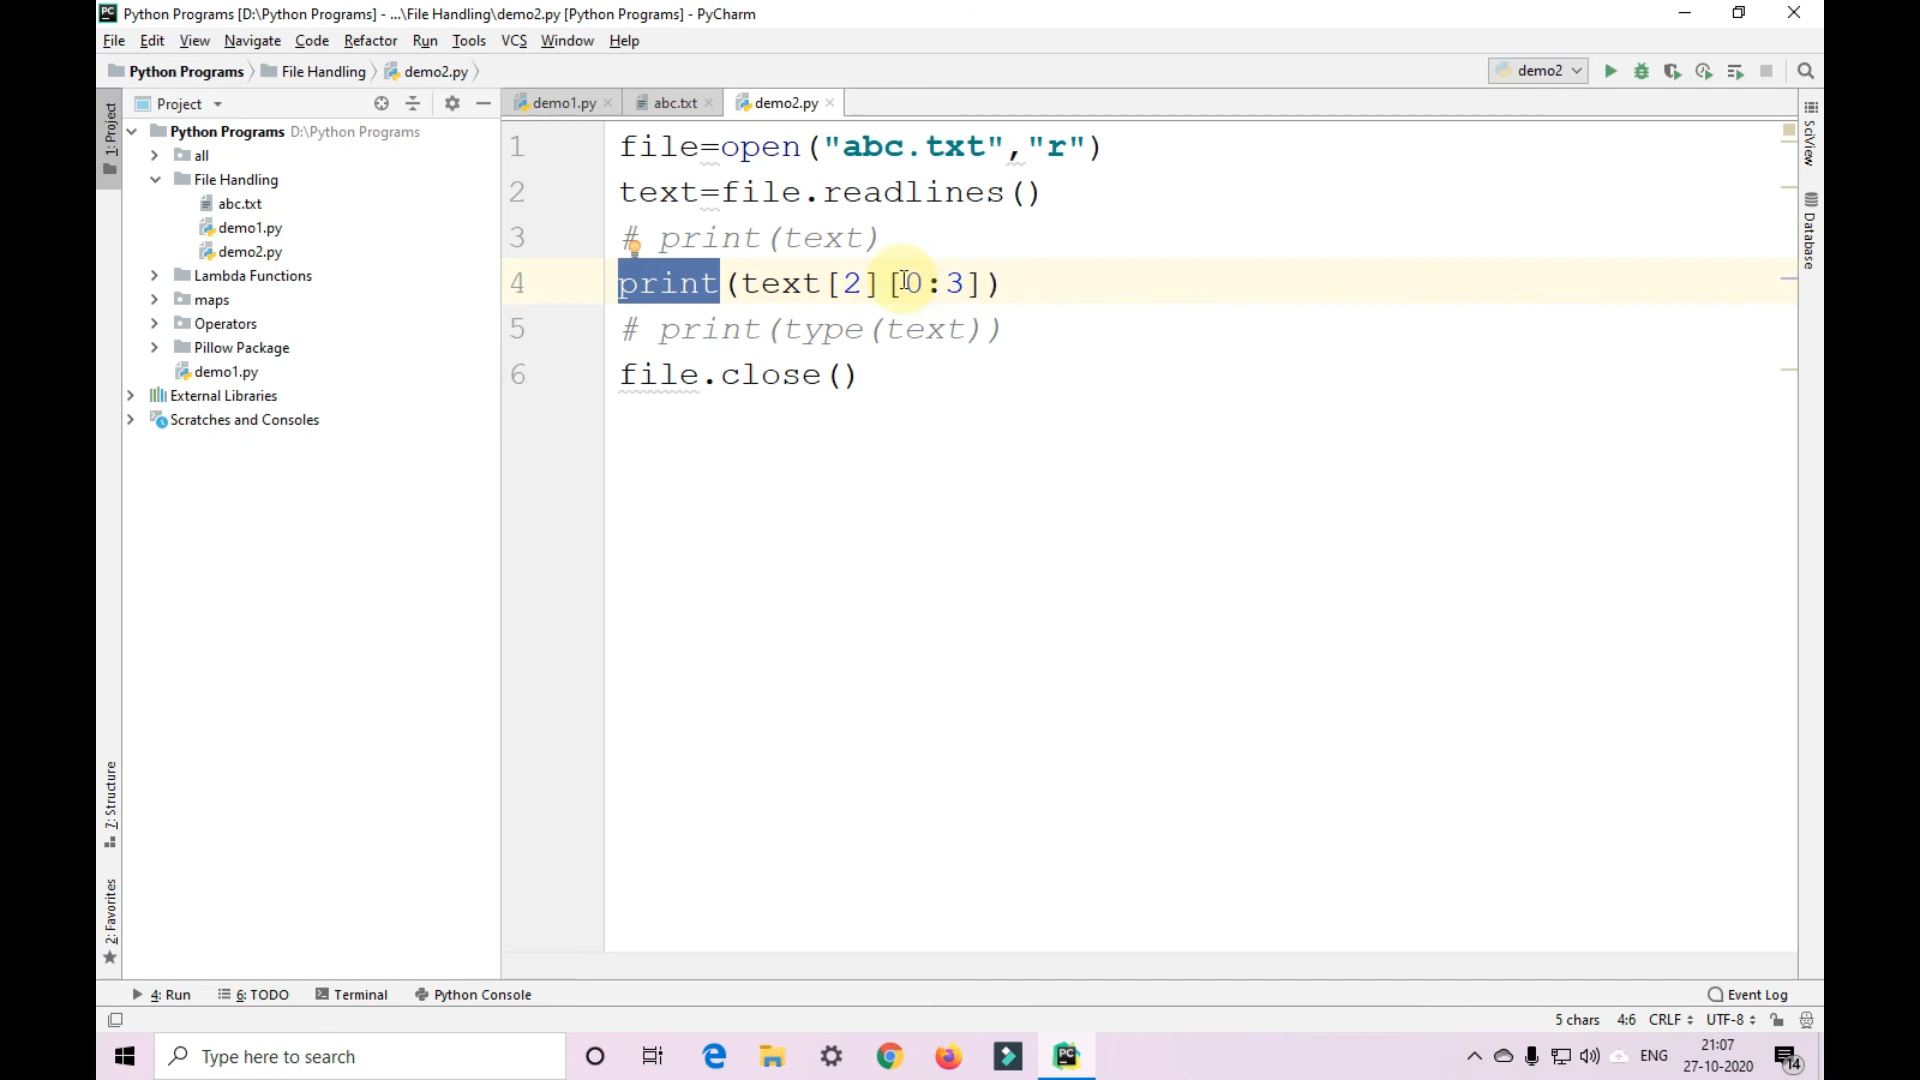 Python Programs [D:\Python Programs] - ...\File Handling\demo2.py [Python Programs] - PyCharm
File Edit View Navigate Code Refactor Run Tools VCS Window Help
Python Programs File Handling demo2.py demo2
Project demo1.py abc.txt demo2.py
Python Programs D:\Python Programs
all
File Handling
abc.txt
demo1.py
demo2.py
Lambda Functions
maps
Operators
Pillow Package
demo1.py
External Libraries
Scratches and Consoles
1: Project
7: Structure
2: Favorites
1 file=open("abc.txt","r")
2 text=file.readlines()
3 # print(text)
4 print(text[2][0:3])
5 # print(type(text))
6 file.close()
SciView
Database
4: Run 6: TODO Terminal Python Console Event Log
5 chars 4:6 CRLF UTF-8
Type here to search
ENG
21:07
27-10-2020
14